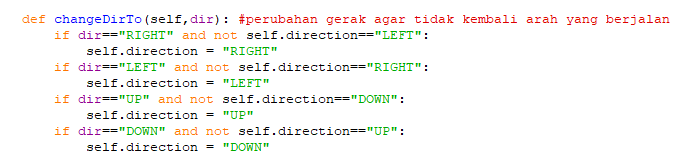 def changeDirTo(self,dir): #perubahan gerak agar tidak kembali arah yang berjalan
    if dir=="RIGHT" and not self.direction=="LEFT":
        self.direction = "RIGHT"
    if dir=="LEFT" and not self.direction=="RIGHT":
        self.direction = "LEFT"
    if dir=="UP" and not self.direction=="DOWN":
        self.direction = "UP"
    if dir=="DOWN" and not self.direction=="UP":
        self.direction = "DOWN"